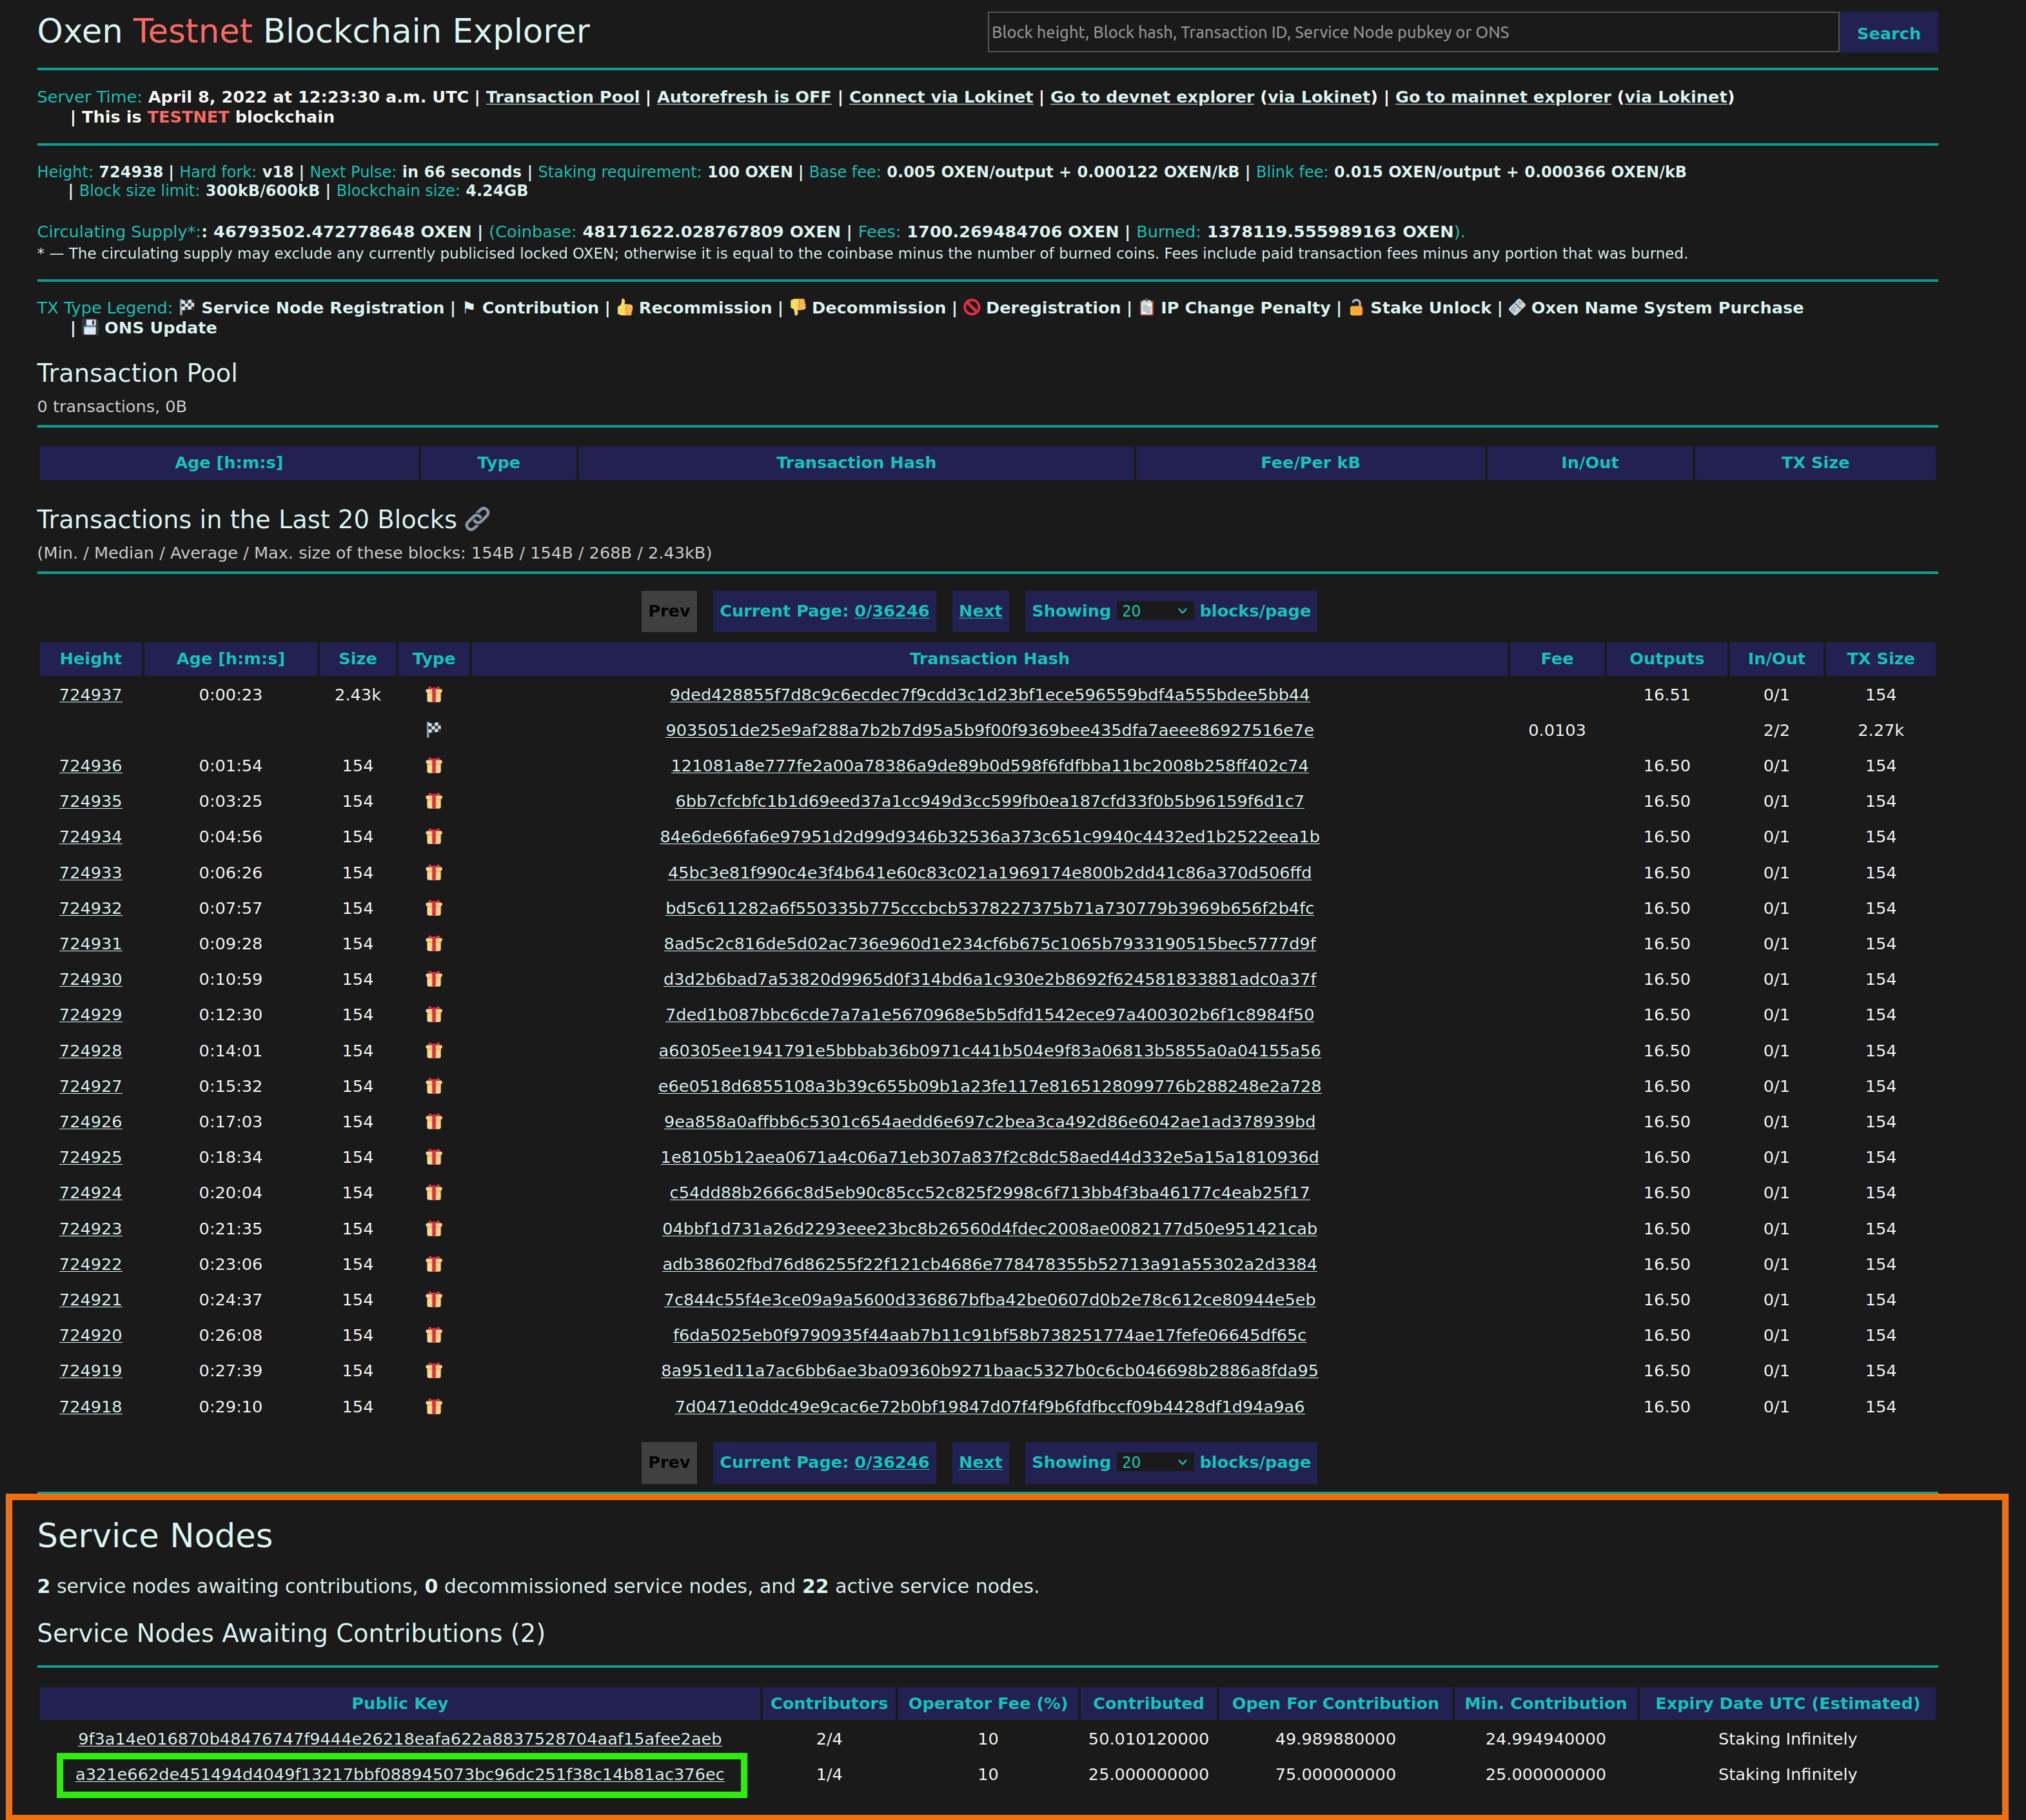 Oxen Testnet Blockchain Explorer
Block height, Block hash, Transaction ID, Service Node pubkey or ONS
Search
Server Time: April 8, 2022 at 12:23:30 a.m. UTC | Transaction Pool | Autorefresh is OFF | Connect via Lokinet | Go to devnet explorer (via Lokinet) | Go to mainnet explorer (via Lokinet)
| This is TESTNET blockchain
Height: 724938 | Hard fork: v18 | Next Pulse: in 66 seconds | Staking requirement: 100 OXEN | Base fee: 0.005 OXEN/output + 0.000122 OXEN/kB | Blink fee: 0.015 OXEN/output + 0.000366 OXEN/kB
| Block size limit: 300kB/600kB | Blockchain size: 4.24GB
Circulating Supply*:: 46793502.472778648 OXEN | (Coinbase: 48171622.028767809 OXEN | Fees: 1700.269484706 OXEN | Burned: 1378119.555989163 OXEN).
* — The circulating supply may exclude any currently publicised locked OXEN; otherwise it is equal to the coinbase minus the number of burned coins. Fees include paid transaction fees minus any portion that was burned.
TX Type Legend: 🏁 Service Node Registration | ⚑ Contribution | 👍 Recommission | 👎 Decommission | 🚫 Deregistration | 📋 IP Change Penalty | 🔓 Stake Unlock | 🎫 Oxen Name System Purchase
| 💾 ONS Update
Transaction Pool
0 transactions, 0B
Age [h:m:s] Type Transaction Hash Fee/Per kB In/Out TX Size
Transactions in the Last 20 Blocks 🔗
(Min. / Median / Average / Max. size of these blocks: 154B / 154B / 268B / 2.43kB)
Prev Current Page: 0/36246 Next Showing 20 blocks/page
Height Age [h:m:s] Size Type Transaction Hash Fee Outputs In/Out TX Size
724937 0:00:23 2.43k 🎁 9ded428855f7d8c9c6ecdec7f9cdd3c1d23bf1ece596559bdf4a555bdee5bb44 16.51 0/1 154
🏁 9035051de25e9af288a7b2b7d95a5b9f00f9369bee435dfa7aeee86927516e7e 0.0103 2/2 2.27k
724936 0:01:54 154 🎁 121081a8e777fe2a00a78386a9de89b0d598f6fdfbba11bc2008b258ff402c74 16.50 0/1 154
724935 0:03:25 154 🎁 6bb7cfcbfc1b1d69eed37a1cc949d3cc599fb0ea187cfd33f0b5b96159f6d1c7 16.50 0/1 154
724934 0:04:56 154 🎁 84e6de66fa6e97951d2d99d9346b32536a373c651c9940c4432ed1b2522eea1b 16.50 0/1 154
724933 0:06:26 154 🎁 45bc3e81f990c4e3f4b641e60c83c021a1969174e800b2dd41c86a370d506ffd 16.50 0/1 154
724932 0:07:57 154 🎁 bd5c611282a6f550335b775cccbcb5378227375b71a730779b3969b656f2b4fc 16.50 0/1 154
724931 0:09:28 154 🎁 8ad5c2c816de5d02ac736e960d1e234cf6b675c1065b7933190515bec5777d9f 16.50 0/1 154
724930 0:10:59 154 🎁 d3d2b6bad7a53820d9965d0f314bd6a1c930e2b8692f624581833881adc0a37f 16.50 0/1 154
724929 0:12:30 154 🎁 7ded1b087bbc6cde7a7a1e5670968e5b5dfd1542ece97a400302b6f1c8984f50 16.50 0/1 154
724928 0:14:01 154 🎁 a60305ee1941791e5bbbab36b0971c441b504e9f83a06813b5855a0a04155a56 16.50 0/1 154
724927 0:15:32 154 🎁 e6e0518d6855108a3b39c655b09b1a23fe117e8165128099776b288248e2a728 16.50 0/1 154
724926 0:17:03 154 🎁 9ea858a0affbb6c5301c654aedd6e697c2bea3ca492d86e6042ae1ad378939bd 16.50 0/1 154
724925 0:18:34 154 🎁 1e8105b12aea0671a4c06a71eb307a837f2c8dc58aed44d332e5a15a1810936d 16.50 0/1 154
724924 0:20:04 154 🎁 c54dd88b2666c8d5eb90c85cc52c825f2998c6f713bb4f3ba46177c4eab25f17 16.50 0/1 154
724923 0:21:35 154 🎁 04bbf1d731a26d2293eee23bc8b26560d4fdec2008ae0082177d50e951421cab 16.50 0/1 154
724922 0:23:06 154 🎁 adb38602fbd76d86255f22f121cb4686e778478355b52713a91a55302a2d3384 16.50 0/1 154
724921 0:24:37 154 🎁 7c844c55f4e3ce09a9a5600d336867bfba42be0607d0b2e78c612ce80944e5eb 16.50 0/1 154
724920 0:26:08 154 🎁 f6da5025eb0f9790935f44aab7b11c91bf58b738251774ae17fefe06645df65c 16.50 0/1 154
724919 0:27:39 154 🎁 8a951ed11a7ac6bb6ae3ba09360b9271baac5327b0c6cb046698b2886a8fda95 16.50 0/1 154
724918 0:29:10 154 🎁 7d0471e0ddc49e9cac6e72b0bf19847d07f4f9b6fdfbccf09b4428df1d94a9a6 16.50 0/1 154
Prev Current Page: 0/36246 Next Showing 20 blocks/page
Service Nodes
2 service nodes awaiting contributions, 0 decommissioned service nodes, and 22 active service nodes.
Service Nodes Awaiting Contributions (2)
Public Key Contributors Operator Fee (%) Contributed Open For Contribution Min. Contribution Expiry Date UTC (Estimated)
9f3a14e016870b48476747f9444e26218eafa622a8837528704aaf15afee2aeb 2/4 10 50.010120000 49.989880000 24.994940000 Staking Infinitely
a321e662de451494d4049f13217bbf088945073bc96dc251f38c14b81ac376ec 1/4 10 25.000000000 75.000000000 25.000000000 Staking Infinitely